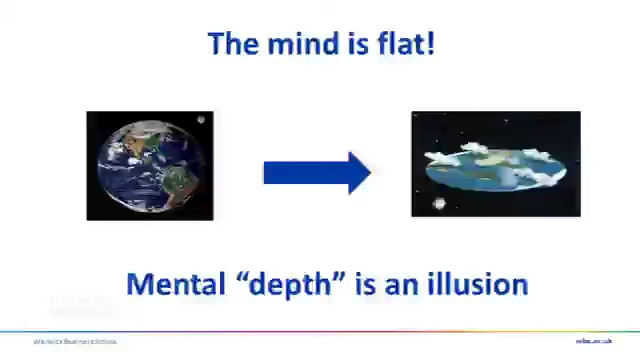 The mind is flat!
Mental “depth” is an illusion
Warwick Business School
wbs.ac.uk